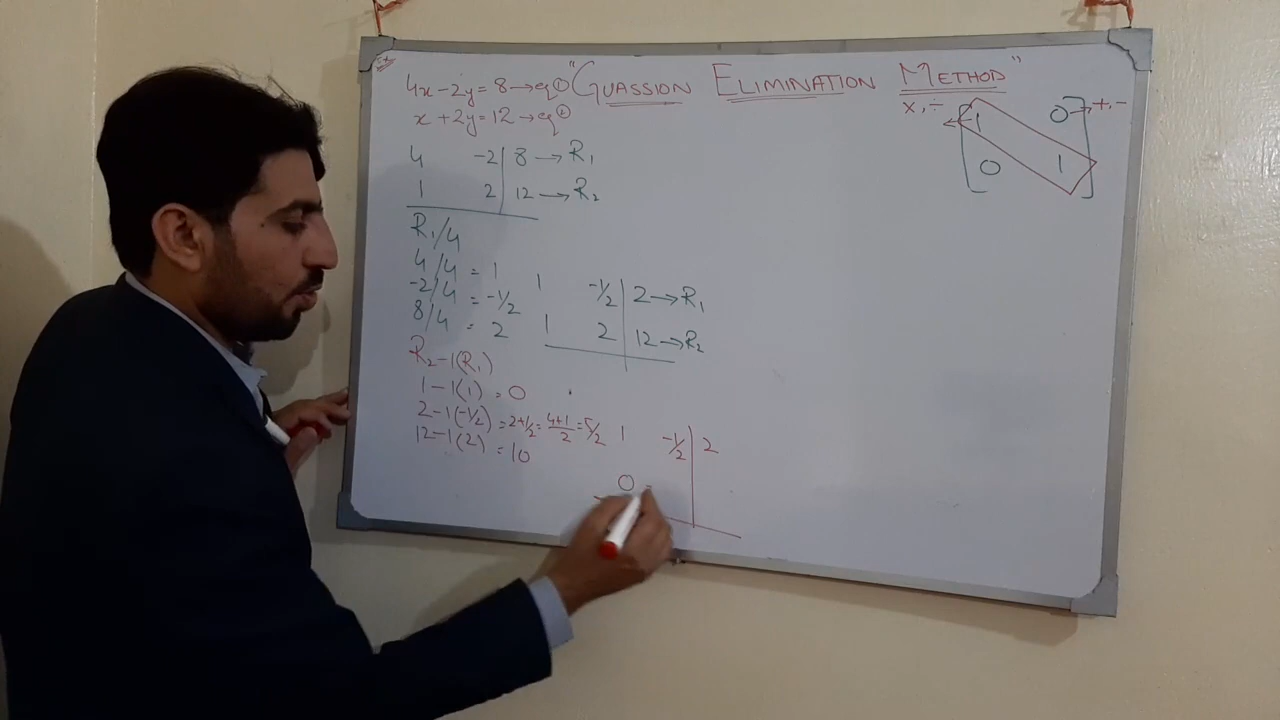 Ex
4x - 2y = 8 → eq① "GUASSION ELIMINATION METHOD"
x + 2y = 12 → eq②
x, ÷ ← 1 0 → +, -
0 1
4 -2 | 8 → R₁
1 2 | 12 → R₂
R₁/4
4/4 = 1
-2/4 = -1/2
8/4 = 2
1 -1/2 | 2 → R₁
1 2 | 12 → R₂
R₂ - 1(R₁)
1 - 1(1) = 0
2 - 1(-1/2) = 2 + 1/2 = 4+1/2 = 5/2
12 - 1(2) = 10
1 -1/2 | 2
0